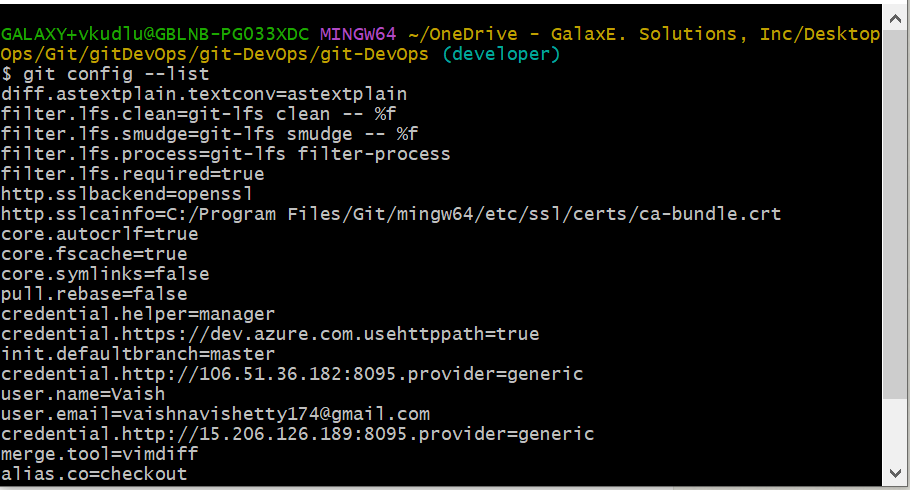 GALAXY+vkudlu@GBLNB-PG033XDC MINGW64 ~/OneDrive - GalaxE. Solutions, Inc/Desktop
Ops/Git/gitDevOps/git-DevOps/git-DevOps (developer)
$ git config --list
diff.astextplain.textconv=astextplain
filter.lfs.clean=git-lfs clean -- %f
filter.lfs.smudge=git-lfs smudge -- %f
filter.lfs.process=git-lfs filter-process
filter.lfs.required=true
http.sslbackend=openssl
http.sslcainfo=C:/Program Files/Git/mingw64/etc/ssl/certs/ca-bundle.crt
core.autocrlf=true
core.fscache=true
core.symlinks=false
pull.rebase=false
credential.helper=manager
credential.https://dev.azure.com.usehttppath=true
init.defaultbranch=master
credential.http://106.51.36.182:8095.provider=generic
user.name=Vaish
user.email=vaishnavishetty174@gmail.com
credential.http://15.206.126.189:8095.provider=generic
merge.tool=vimdiff
alias.co=checkout